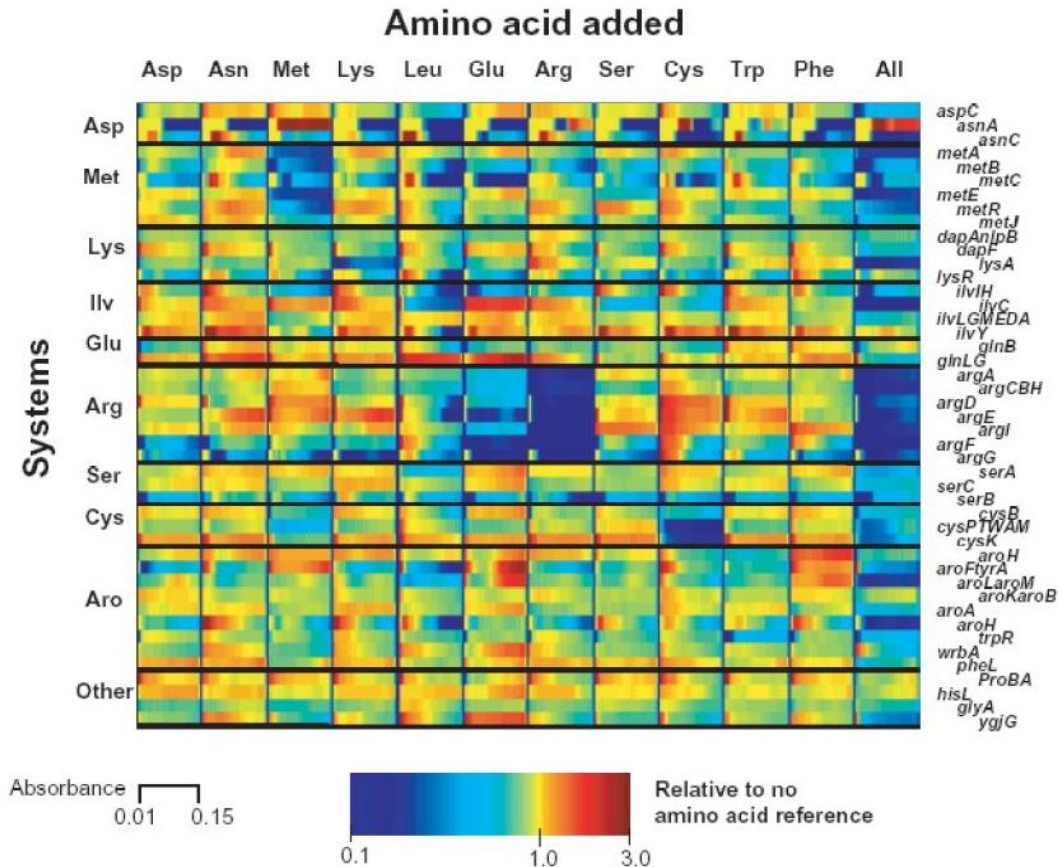 Amino acid added
Asp Asn Met Lys Leu Glu Arg Ser Cys Trp Phe All
Systems
Asp
Met
Lys
Ilv
Glu
Arg
Ser
Cys
Aro
Other
aspC
asnA
asnC
metA
metB
metC
metE
metR
metJ
dapAnlpB
dapF
lysA
lysR
ilvIH
ilvC
ilvLGMEDA
ilvY
glnB
glnLG
argA
argCBH
argD
argE
argI
argF
argG
serA
serC
serB
cysB
cysPTWAM
cysK
aroH
aroFtyrA
aroLaroM
aroKaroB
aroA
aroH
trpR
wrbA
pheL
ProBA
hisL
glyA
ygjG
Absorbance
0.01 0.15
0.1 1.0 3.0
Relative to no
amino acid reference